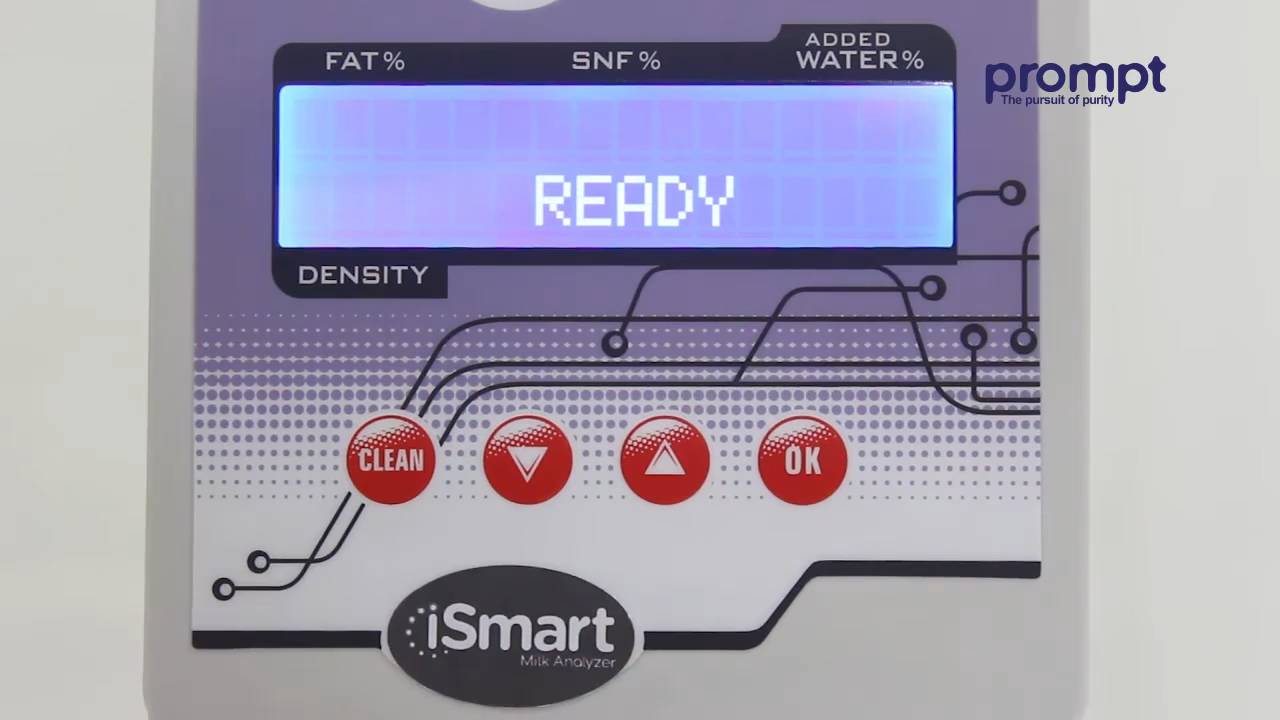 FAT%
SNF%
ADDED
WATER%
prompt
The pursuit of purity
READY
DENSITY
CLEAN
OK
iSmart
Milk Analyzer